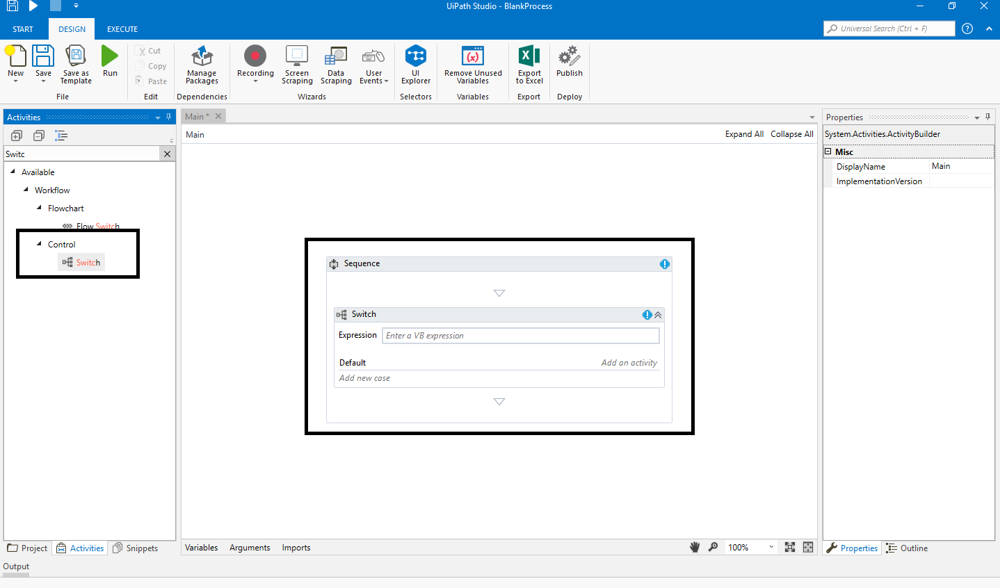 UiPath Studio - BlankProcess
START DESIGN EXECUTE
Universal Search (Ctrl + F)
New Save Save as Template Run
File
Cut
Copy
Paste
Edit
Manage Packages
Dependencies
Recording Screen Scraping Data Scraping User Events
Wizards
UI Explorer
Selectors
Remove Unused Variables
Variables
Export to Excel
Export
Publish
Deploy
Activities
Switc
Available
Workflow
Flowchart
Flow Switch
Control
Switch
Project Activities Snippets
Output
Main *
Main Expand All Collapse All
Sequence
Switch
Expression Enter a VB expression
Default Add an activity
Add new case
Variables Arguments Imports 100%
Properties
System.Activities.ActivityBuilder
Misc
DisplayName Main
ImplementationVersion
Properties Outline